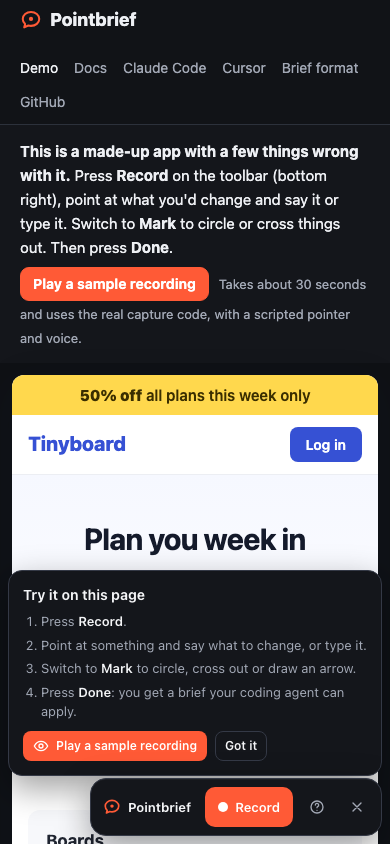 Pointbrief
Demo Docs Claude Code Cursor Brief format
GitHub
This is a made-up app with a few things wrong
with it. Press Record on the toolbar (bottom
right), point at what you'd change and say it or
type it. Switch to Mark to circle or cross things
out. Then press Done.
Play a sample recording Takes about 30 seconds
and uses the real capture code, with a scripted pointer
and voice.
50% off all plans this week only
Tinyboard Log in
Plan you week in
Try it on this page
1. Press Record.
2. Point at something and say what to change, or type it.
3. Switch to Mark to circle, cross out or draw an arrow.
4. Press Done: you get a brief your coding agent can
apply.
Play a sample recording Got it
Pointbrief Record
Boards